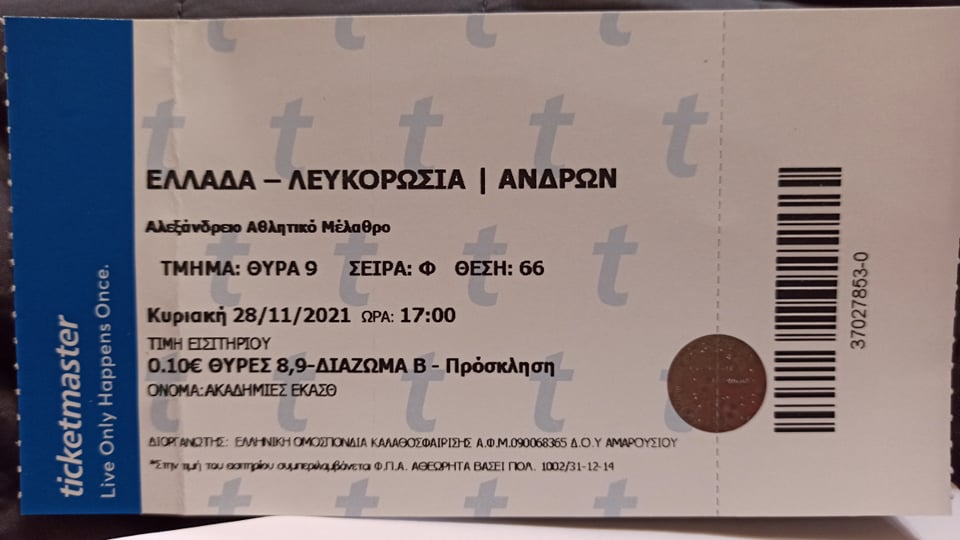 ticketmaster
Live Only Happens Once.
ΕΛΛΑΔΑ – ΛΕΥΚΟΡΩΣΙΑ | ΑΝΔΡΩΝ
Αλεξάνδρειο Αθλητικό Μέλαθρο
ΤΜΗΜΑ: ΘΥΡΑ 9 ΣΕΙΡΑ: Φ ΘΕΣΗ: 66
Κυριακή 28/11/2021 ΩΡΑ: 17:00
ΤΙΜΗ ΕΙΣΙΤΗΡΙΟΥ
0.10€ ΘΥΡΕΣ 8,9-ΔΙΑΖΩΜΑ Β - Πρόσκληση
ΟΝΟΜΑ:ΑΚΑΔΗΜΙΕΣ ΕΚΑΣΘ
ΔΙΟΡΓΑΝΩΤΗΣ: ΕΛΛΗΝΙΚΗ ΟΜΟΣΠΟΝΔΙΑ ΚΑΛΑΘΟΣΦΑΙΡΙΣΗΣ Α.Φ.Μ.090068365 Δ.Ο.Υ ΑΜΑΡΟΥΣΙΟΥ
*Στην τιμή του εισιτηρίου συμπεριλαμβάνεται Φ.Π.Α. ΑΘΕΩΡΗΤΑ ΒΑΣΕΙ ΠΟΛ. 1002/31-12-14
37027853-0